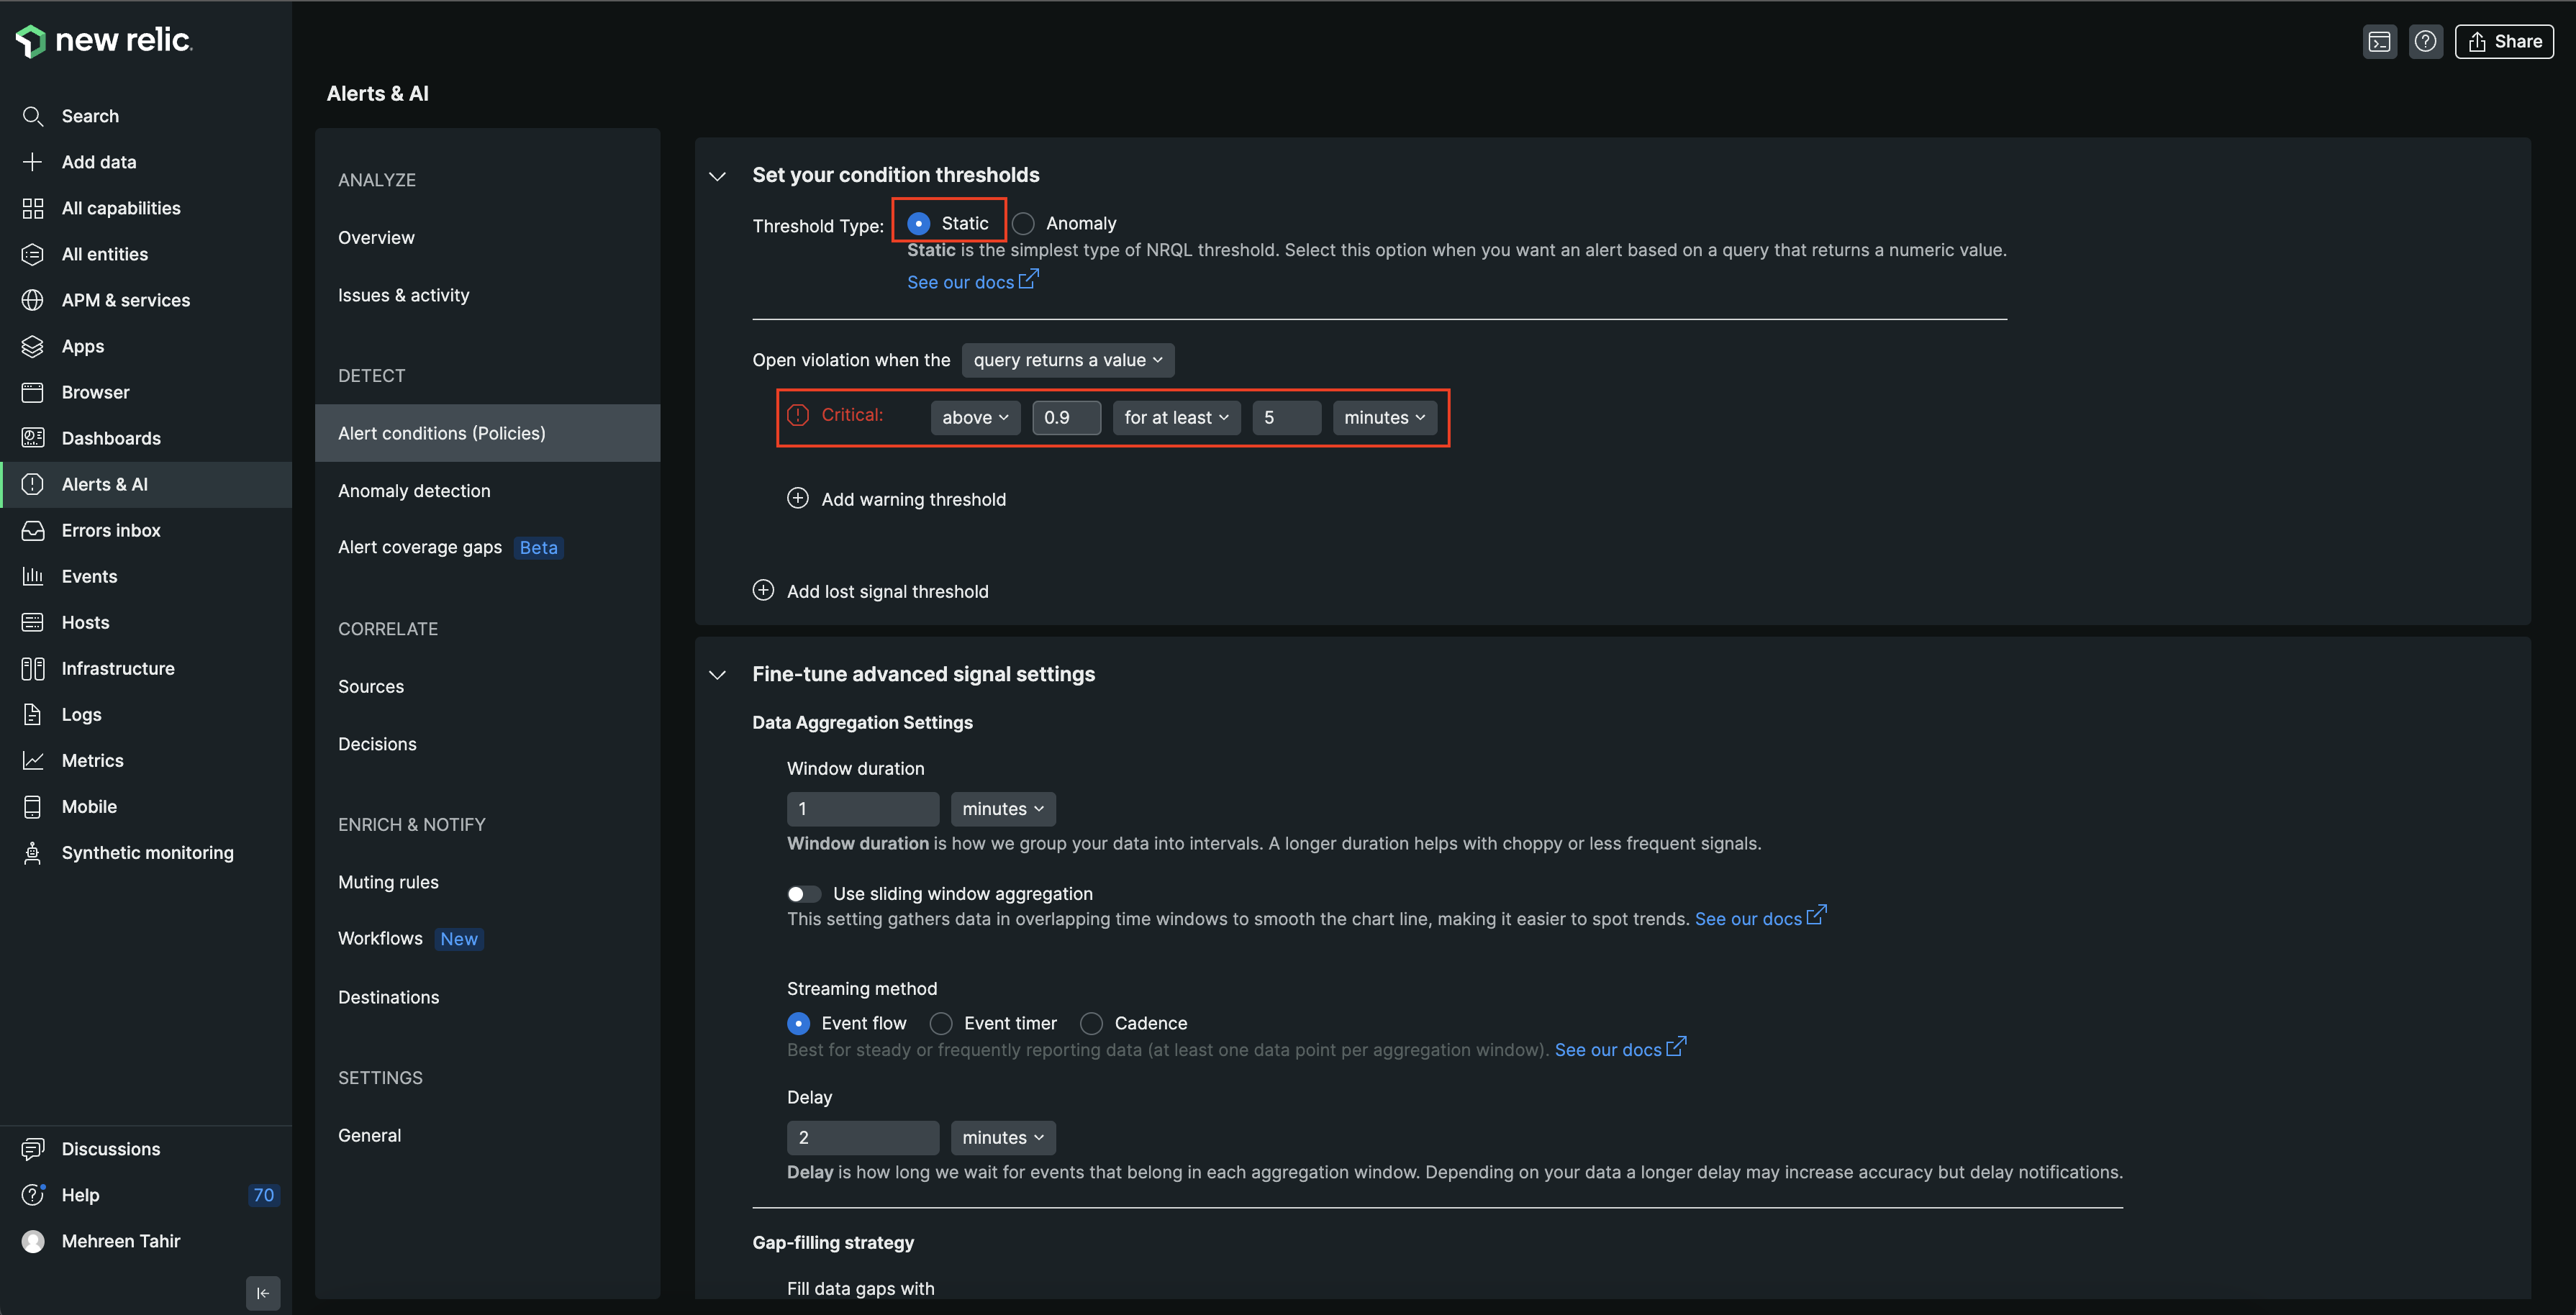 new relic.
Share
Search
Add data
All capabilities
All entities
APM & services
Apps
Browser
Dashboards
Alerts & AI
Errors inbox
Events
Hosts
Infrastructure
Logs
Metrics
Mobile
Synthetic monitoring
Discussions
Help 70
Mehreen Tahir
Alerts & AI
ANALYZE
Overview
Issues & activity
DETECT
Alert conditions (Policies)
Anomaly detection
Alert coverage gaps Beta
CORRELATE
Sources
Decisions
ENRICH & NOTIFY
Muting rules
Workflows New
Destinations
SETTINGS
General
Set your condition thresholds
Threshold Type: Static Anomaly
Static is the simplest type of NRQL threshold. Select this option when you want an alert based on a query that returns a numeric value.
See our docs
Open violation when the query returns a value
Critical: above 0.9 for at least 5 minutes
Add warning threshold
Add lost signal threshold
Fine-tune advanced signal settings
Data Aggregation Settings
Window duration
1 minutes
Window duration is how we group your data into intervals. A longer duration helps with choppy or less frequent signals.
Use sliding window aggregation
This setting gathers data in overlapping time windows to smooth the chart line, making it easier to spot trends. See our docs
Streaming method
Event flow Event timer Cadence
Best for steady or frequently reporting data (at least one data point per aggregation window). See our docs
Delay
2 minutes
Delay is how long we wait for events that belong in each aggregation window. Depending on your data a longer delay may increase accuracy but delay notifications.
Gap-filling strategy
Fill data gaps with